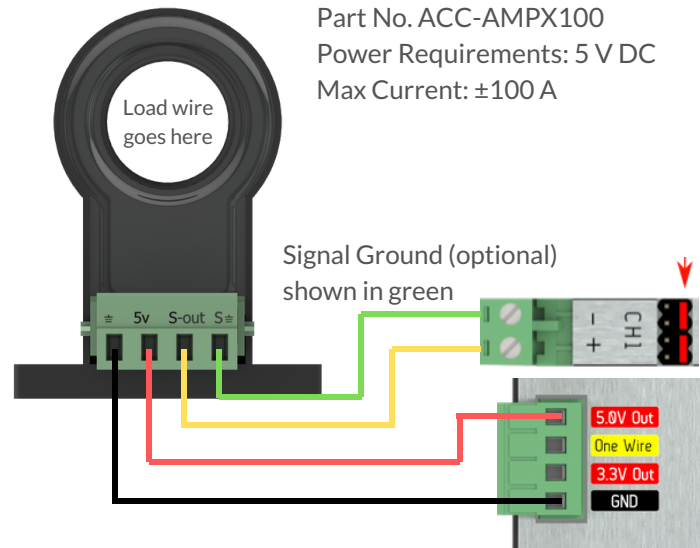 Part No. ACC-AMPX100
Power Requirements: 5 V DC
Max Current: ±100 A
Load wire
goes here
Signal Ground (optional)
shown in green
⏚ 5v S-out S⏚
- CH1
+
5.0V Out
One Wire
3.3V Out
GND